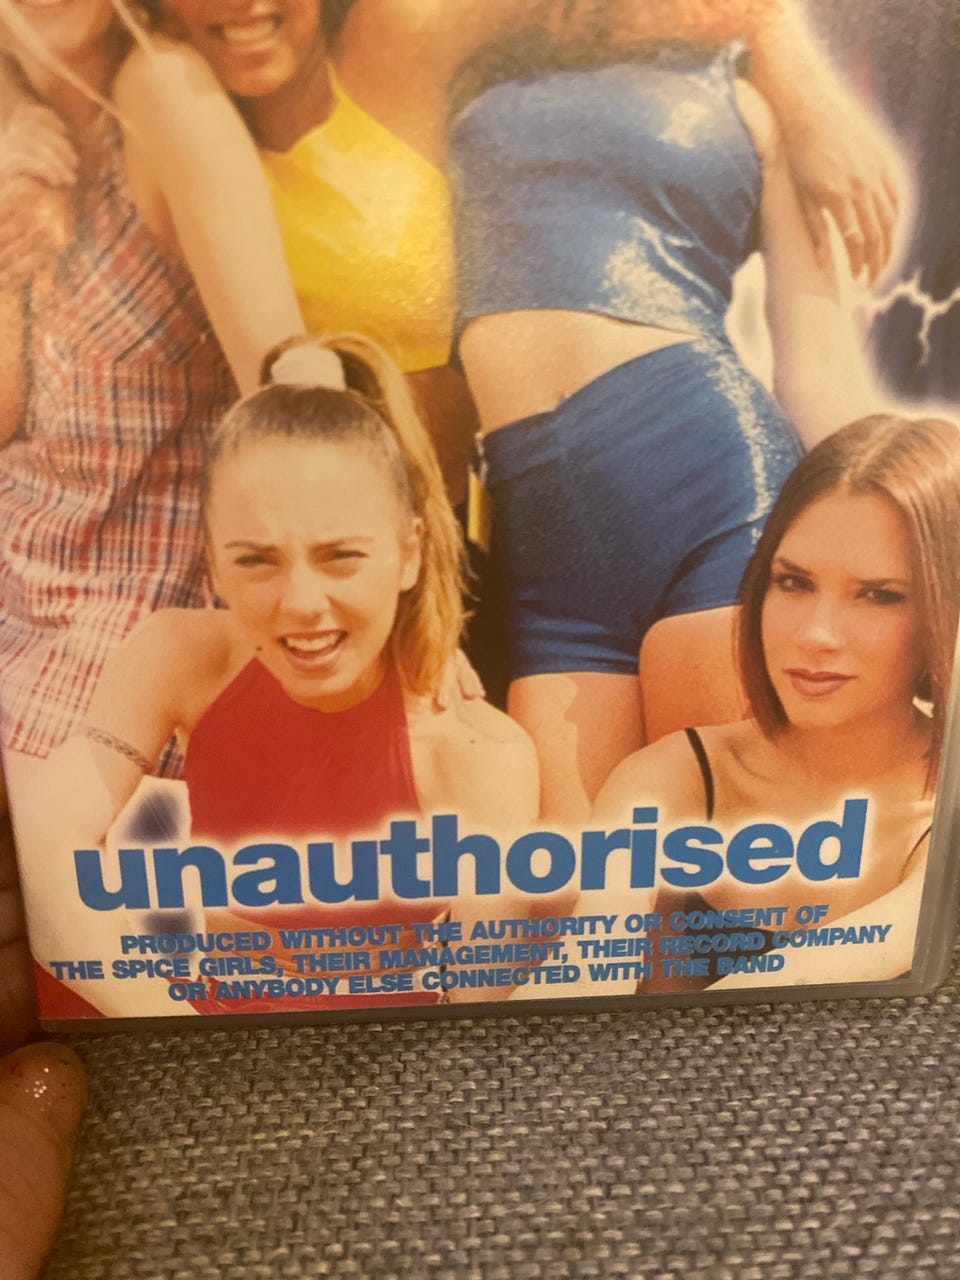 unauthorised
PRODUCED WITHOUT THE AUTHORITY OR CONSENT OF
THE SPICE GIRLS, THEIR MANAGEMENT, THEIR RECORD COMPANY
OR ANYBODY ELSE CONNECTED WITH THE BAND